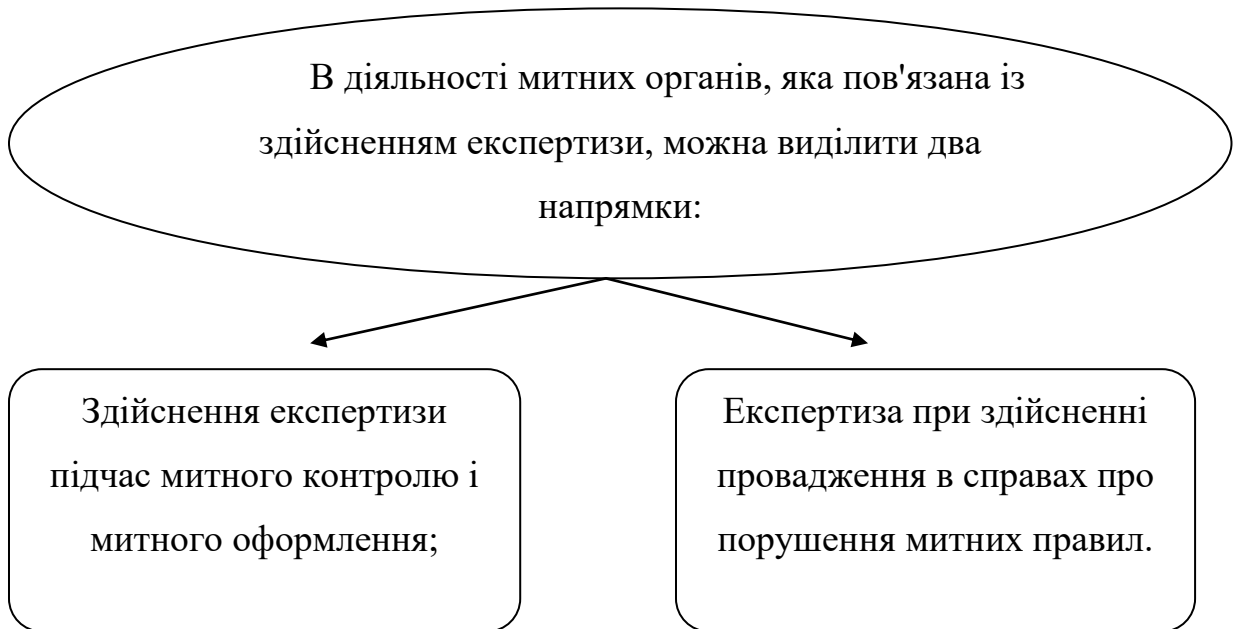 В діяльності митних органів, яка пов'язана із
здійсненням експертизи, можна виділити два
напрямки:
Здійснення експертизи
підчас митного контролю і
митного оформлення;
Експертиза при здійсненні
провадження в справах про
порушення митних правил.